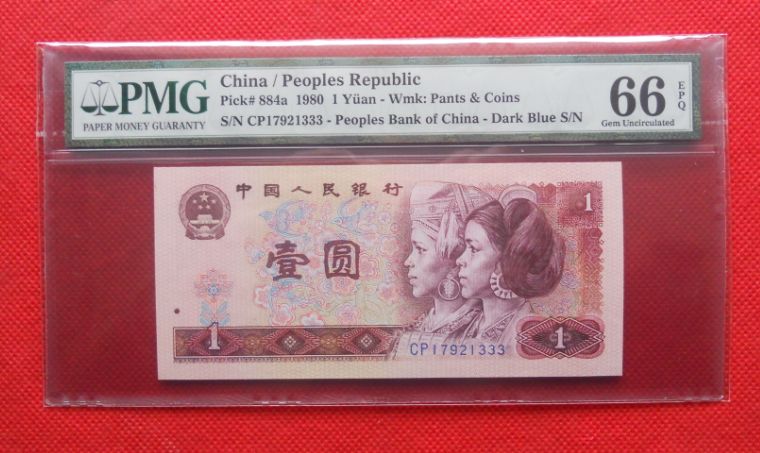 PMG
PAPER MONEY GUARANTY
China / Peoples Republic
Pick# 884a 1980 1 Yüan - Wmk: Pants & Coins
S/N CP17921333 - Peoples Bank of China - Dark Blue S/N
66 EPQ
Gem Uncirculated
中国人民银行
1
壹圆
CP17921333
1
1